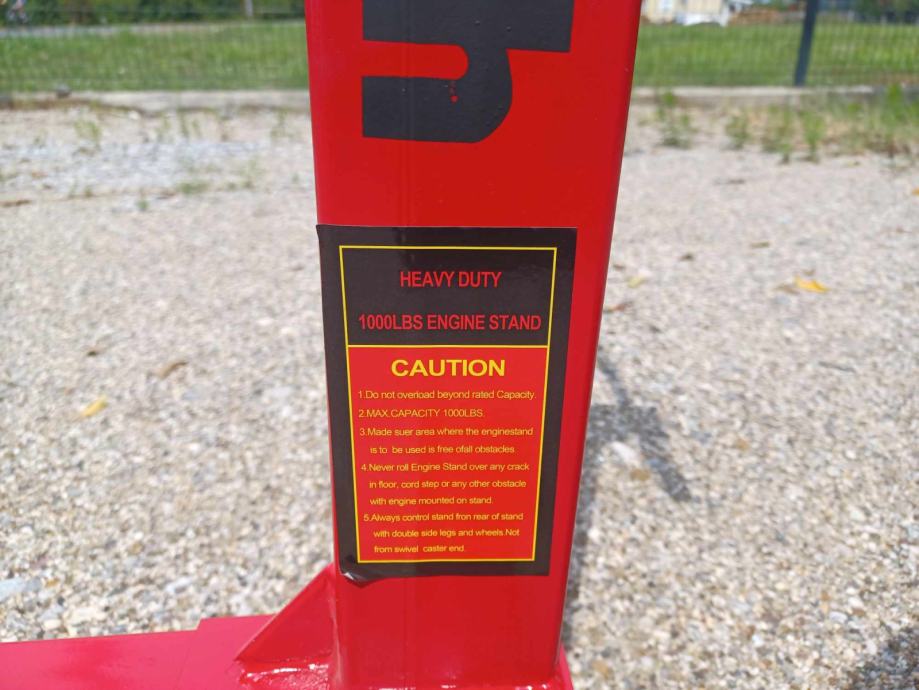 HEAVY DUTY
1000LBS ENGINE STAND
CAUTION
1.Do not overload beyond rated Capacity.
2.MAX.CAPACITY 1000LBS.
3.Made suer area where the enginestand
is to be used is free ofall obstacles.
4.Never roll Engine Stand over any crack
in floor, cord step or any other obstacle
with engine mounted on stand.
5.Always control stand fron rear of stand
with double side legs and wheels.Not
from swivel caster end.